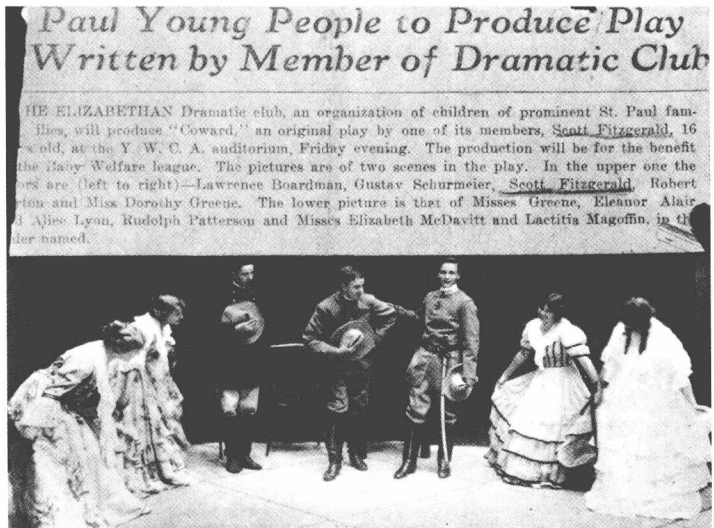 Paul Young People to Produce Play
Written by Member of Dramatic Club
HE ELIZABETHAN Dramatic club, an organization of children of prominent St. Paul fam-
ilies, will produce "Coward," an original play by one of its members, Scott Fitzgerald, 16
old, at the Y. W. C. A. auditorium, Friday evening. The production will be for the benefit
the Baby Welfare league. The pictures are of two scenes in the play. In the upper one the
ors are (left to right)—Lawrence Boardman, Gustav Schurmeier, Scott Fitzgerald, Robert
and Miss Dorothy Greene. The lower picture is that of Misses Greene, Eleanor Alair
Alice Lyon, Rudolph Patterson and Misses Elizabeth McDavitt and Laetitia Magoffin, in th
der named.